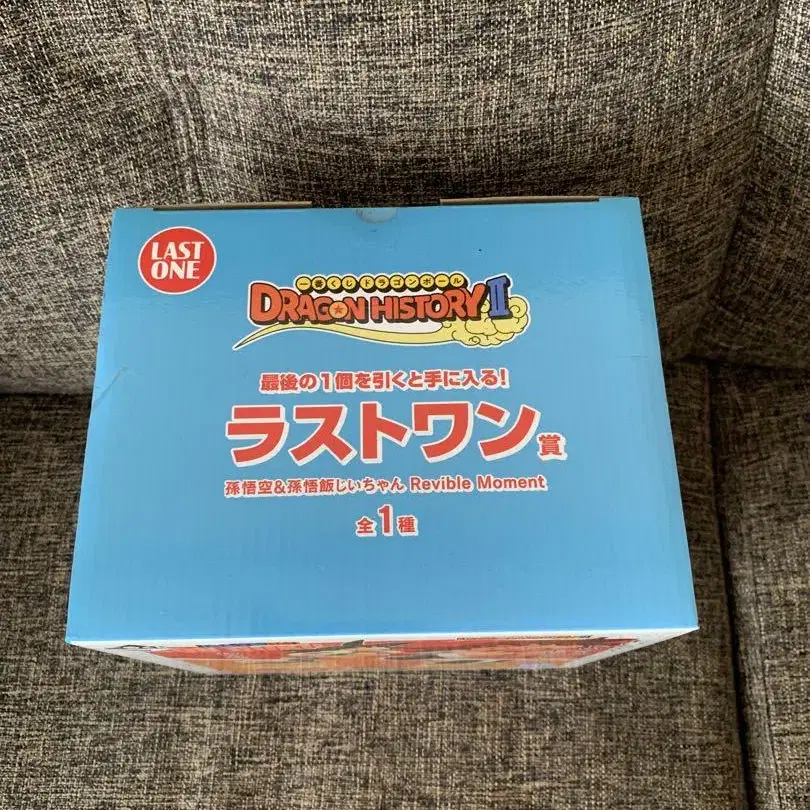 LAST
ONE
一番くじドラゴンボール
DRAGON HISTORY II
最後の1個を引くと手に入る!
ラストワン賞
孫悟空&孫悟飯じいちゃん Revible Moment
全1種